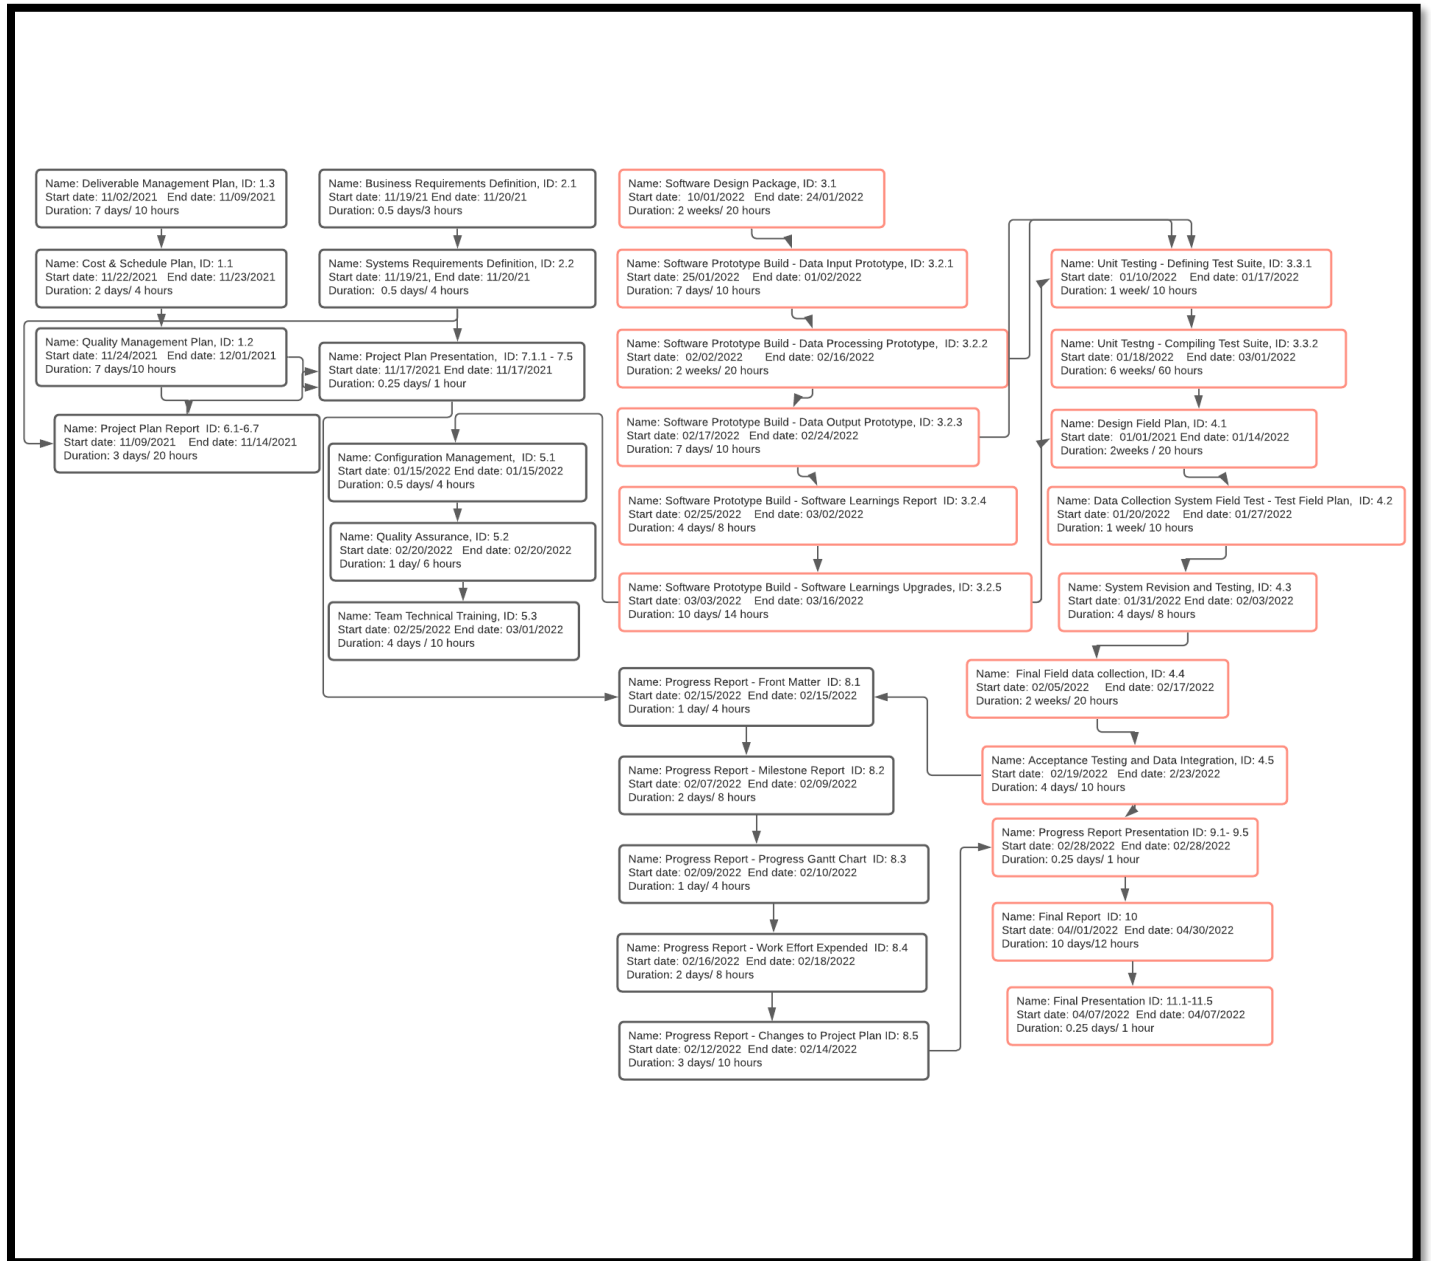 Name: Deliverable Management Plan, ID: 1.3
Start date: 11/02/2021 End date: 11/09/2021
Duration: 7 days/ 10 hours
Name: Cost & Schedule Plan, ID: 1.1
Start date: 11/22/2021 End date: 11/23/2021
Duration: 2 days/ 4 hours
Name: Quality Management Plan, ID: 1.2
Start date: 11/24/2021 End date: 12/01/2021
Duration: 7 days/10 hours
Name: Project Plan Report ID: 6.1-6.7
Start date: 11/09/2021 End date: 11/14/2021
Duration: 3 days/ 20 hours
Name: Business Requirements Definition, ID: 2.1
Start date: 11/19/21 End date: 11/20/21
Duration: 0.5 days/3 hours
Name: Systems Requirements Definition, ID: 2.2
Start date: 11/19/21, End date: 11/20/21
Duration: 0.5 days/ 4 hours
Name: Project Plan Presentation, ID: 7.1.1 - 7.5
Start date: 11/17/2021 End date: 11/17/2021
Duration: 0.25 days/ 1 hour
Name: Configuration Management, ID: 5.1
Start date: 01/15/2022 End date: 01/15/2022
Duration: 0.5 days/ 4 hours
Name: Quality Assurance, ID: 5.2
Start date: 02/20/2022 End date: 02/20/2022
Duration: 1 day/ 6 hours
Name: Team Technical Training, ID: 5.3
Start date: 02/25/2022 End date: 03/01/2022
Duration: 4 days / 10 hours
Name: Software Design Package, ID: 3.1
Start date: 10/01/2022 End date: 24/01/2022
Duration: 2 weeks/ 20 hours
Name: Software Prototype Build - Data Input Prototype, ID: 3.2.1
Start date: 25/01/2022 End date: 01/02/2022
Duration: 7 days/ 10 hours
Name: Software Prototype Build - Data Processing Prototype, ID: 3.2.2
Start date: 02/02/2022 End date: 02/16/2022
Duration: 2 weeks/ 20 hours
Name: Software Prototype Build - Data Output Prototype, ID: 3.2.3
Start date: 02/17/2022 End date: 02/24/2022
Duration: 7 days/ 10 hours
Name: Software Prototype Build - Software Learnings Report ID: 3.2.4
Start date: 02/25/2022 End date: 03/02/2022
Duration: 4 days/ 8 hours
Name: Software Prototype Build - Software Learnings Upgrades, ID: 3.2.5
Start date: 03/03/2022 End date: 03/16/2022
Duration: 10 days/ 14 hours
Name: Progress Report - Front Matter ID: 8.1
Start date: 02/15/2022 End date: 02/15/2022
Duration: 1 day/ 4 hours
Name: Progress Report - Milestone Report ID: 8.2
Start date: 02/07/2022 End date: 02/09/2022
Duration: 2 days/ 8 hours
Name: Progress Report - Progress Gantt Chart ID: 8.3
Start date: 02/09/2022 End date: 02/10/2022
Duration: 1 day/ 4 hours
Name: Progress Report - Work Effort Expended ID: 8.4
Start date: 02/16/2022 End date: 02/18/2022
Duration: 2 days/ 8 hours
Name: Progress Report - Changes to Project Plan ID: 8.5
Start date: 02/12/2022 End date: 02/14/2022
Duration: 3 days/ 10 hours
Name: Unit Testing - Defining Test Suite, ID: 3.3.1
Start date: 01/10/2022 End date: 01/17/2022
Duration: 1 week/ 10 hours
Name: Unit Testng - Compiling Test Suite, ID: 3.3.2
Start date: 01/18/2022 End date: 03/01/2022
Duration: 6 weeks/ 60 hours
Name: Design Field Plan, ID: 4.1
Start date: 01/01/2021 End date: 01/14/2022
Duration: 2weeks / 20 hours
Name: Data Collection System Field Test - Test Field Plan, ID: 4.2
Start date: 01/20/2022 End date: 01/27/2022
Duration: 1 week/ 10 hours
Name: System Revision and Testing, ID: 4.3
Start date: 01/31/2022 End date: 02/03/2022
Duration: 4 days/ 8 hours
Name: Final Field data collection, ID: 4.4
Start date: 02/05/2022 End date: 02/17/2022
Duration: 2 weeks/ 20 hours
Name: Acceptance Testing and Data Integration, ID: 4.5
Start date: 02/19/2022 End date: 2/23/2022
Duration: 4 days/ 10 hours
Name: Progress Report Presentation ID: 9.1- 9.5
Start date: 02/28/2022 End date: 02/28/2022
Duration: 0.25 days/ 1 hour
Name: Final Report ID: 10
Start date: 04//01/2022 End date: 04/30/2022
Duration: 10 days/12 hours
Name: Final Presentation ID: 11.1-11.5
Start date: 04/07/2022 End date: 04/07/2022
Duration: 0.25 days/ 1 hour